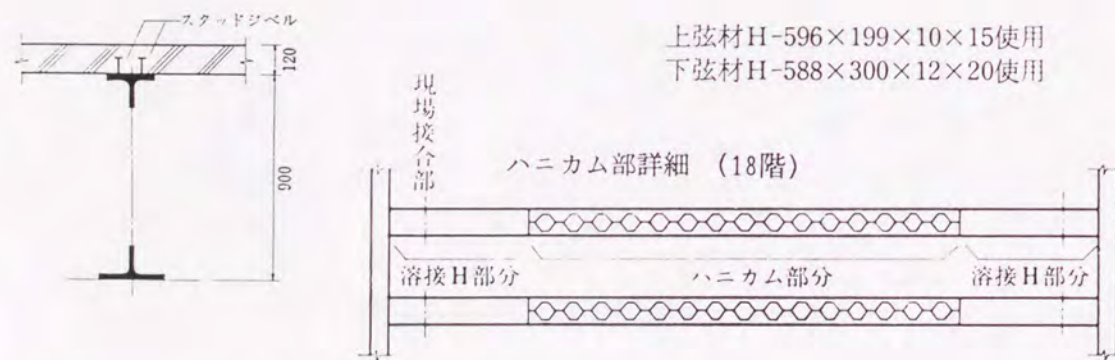 スタッドジベル
120
900
上弦材H-596×199×10×15使用
下弦材H-588×300×12×20使用
現場接合部
ハニカム部詳細 (18階)
溶接H部分
ハニカム部分
溶接H部分